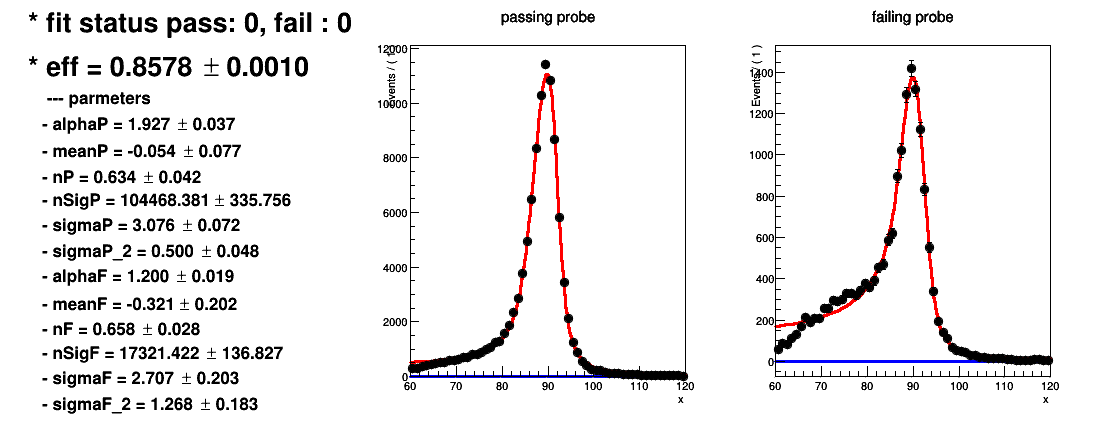 * fit status pass: 0, fail : 0
* eff = 0.8578 ± 0.0010
--- parmeters
- alphaP = 1.927 ± 0.037
- meanP = -0.054 ± 0.077
- nP = 0.634 ± 0.042
- nSigP = 104468.381 ± 335.756
- sigmaP = 3.076 ± 0.072
- sigmaP_2 = 0.500 ± 0.048
- alphaF = 1.200 ± 0.019
- meanF = -0.321 ± 0.202
- nF = 0.658 ± 0.028
- nSigF = 17321.422 ± 136.827
- sigmaF = 2.707 ± 0.203
- sigmaF_2 = 1.268 ± 0.183
passing probe
Events / ( 1 )
12000
10000
8000
6000
4000
2000
0
60 70 80 90 100 110 120
x
failing probe
Events / ( 1 )
1400
1200
1000
800
600
400
200
0
60 70 80 90 100 110 120
x